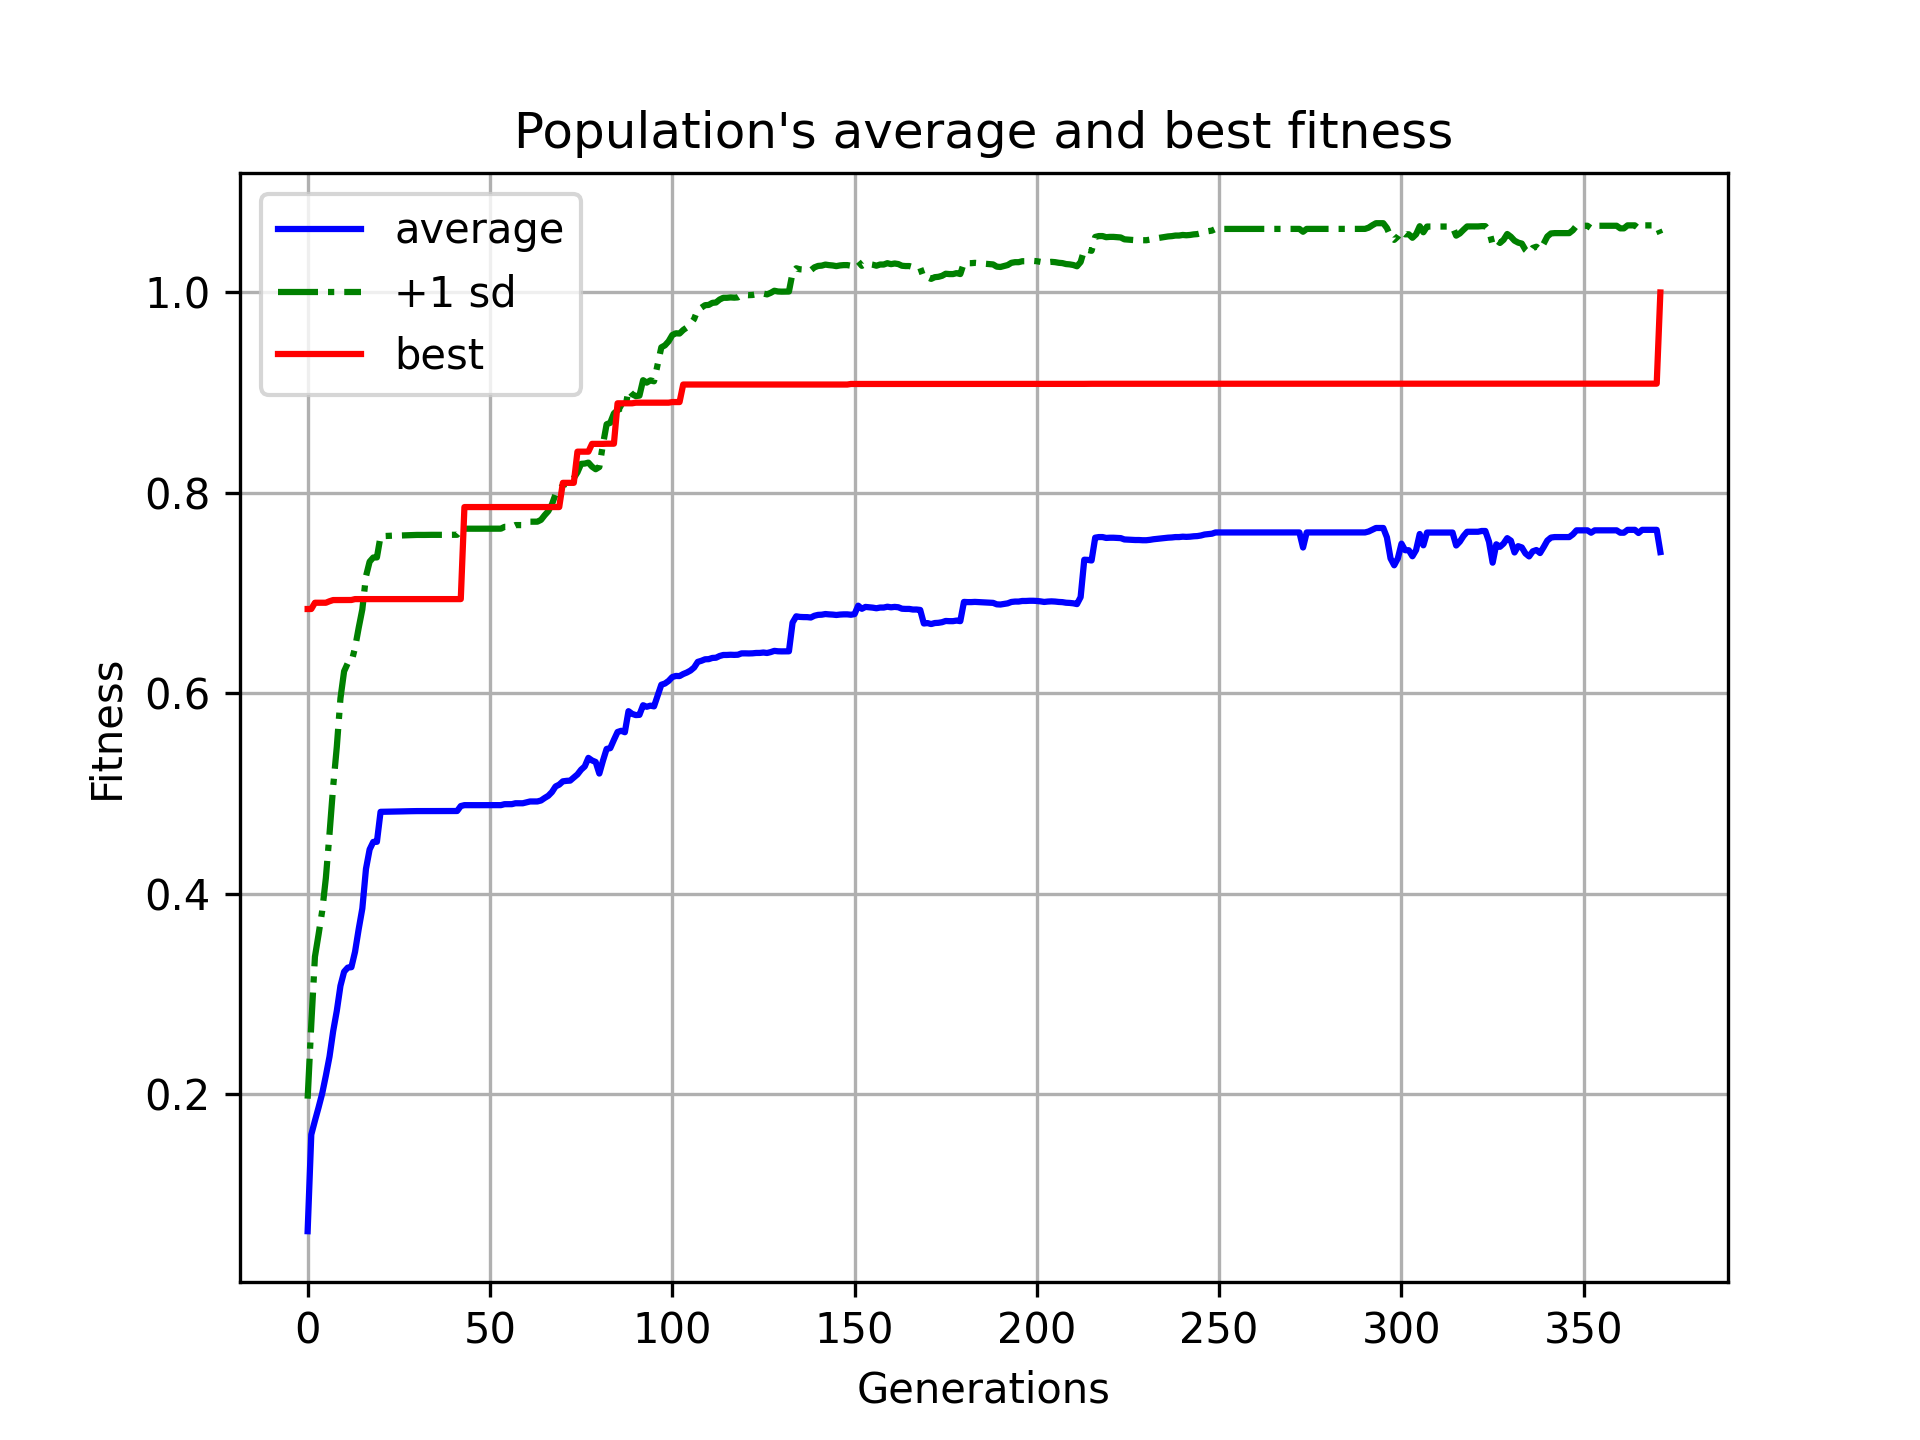 Population's average and best fitness
average
+1 sd
best
1.0
0.8
0.6
0.4
0.2
Fitness
0 50 100 150 200 250 300 350
Generations